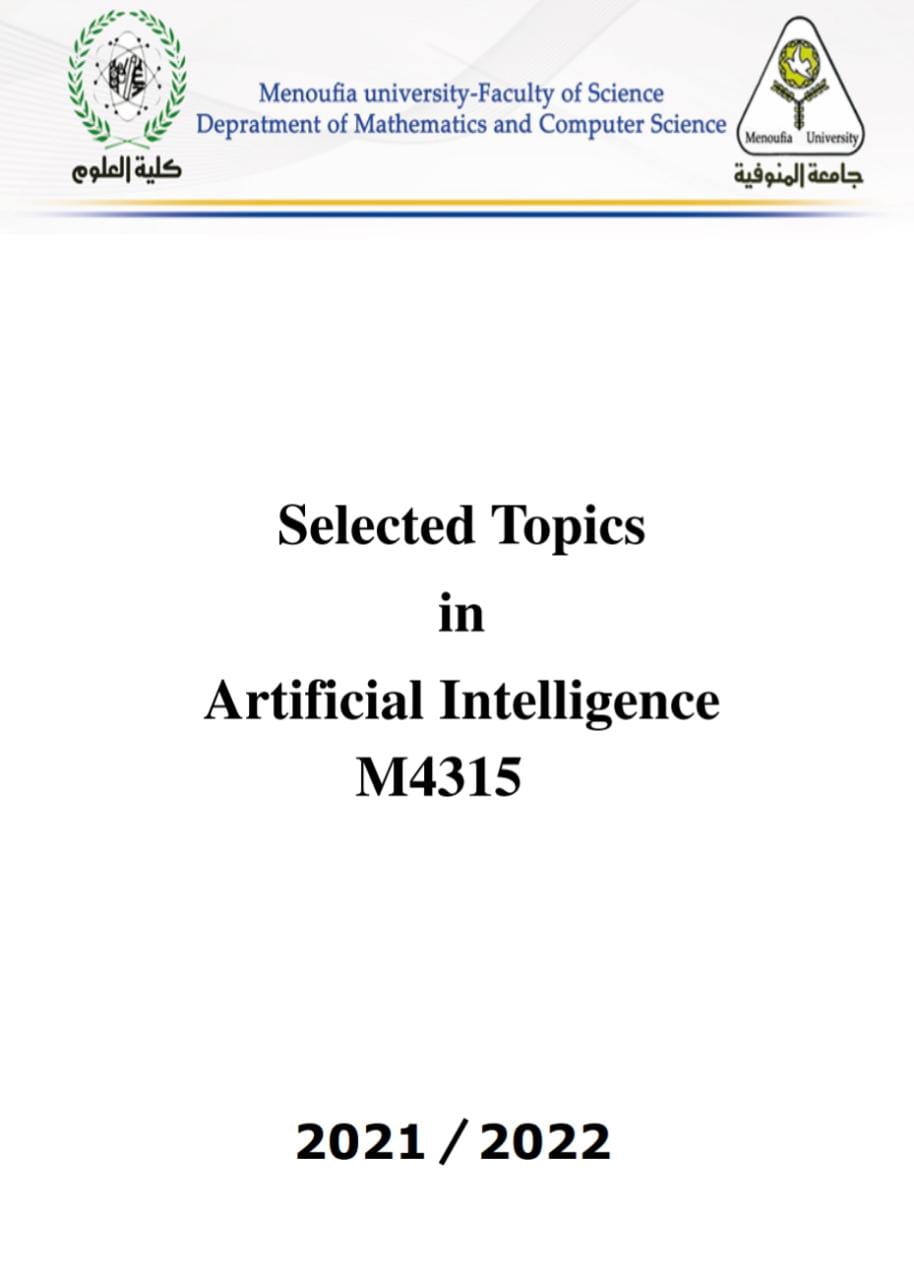 Menoufia university-Faculty of Science
Depratment of Mathematics and Computer Science
كلية العلوم
Menoufia University
جامعة المنوفية
Selected Topics
in
Artificial Intelligence
M4315
2021 / 2022